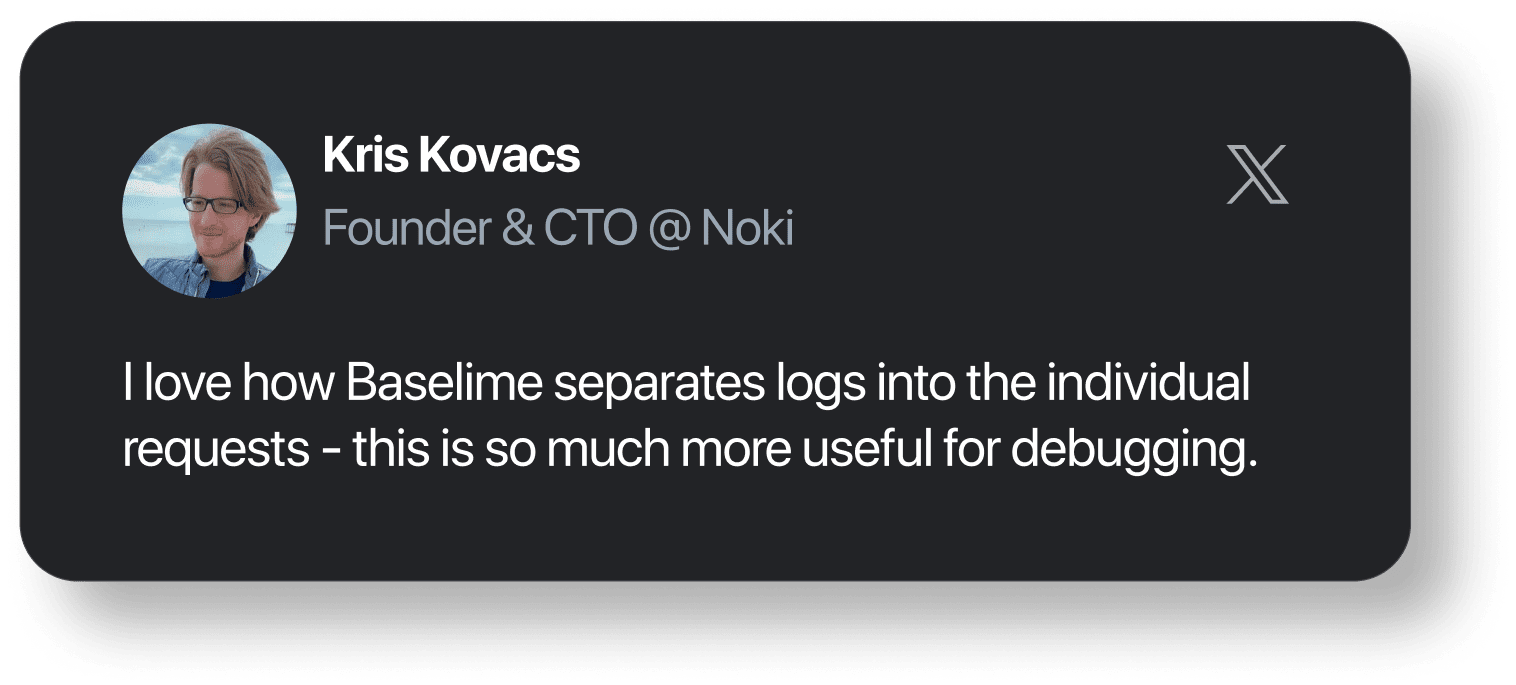 Kris Kovacs
Founder & CTO @ Noki
I love how Baselime separates logs into the individual
requests - this is so much more useful for debugging.